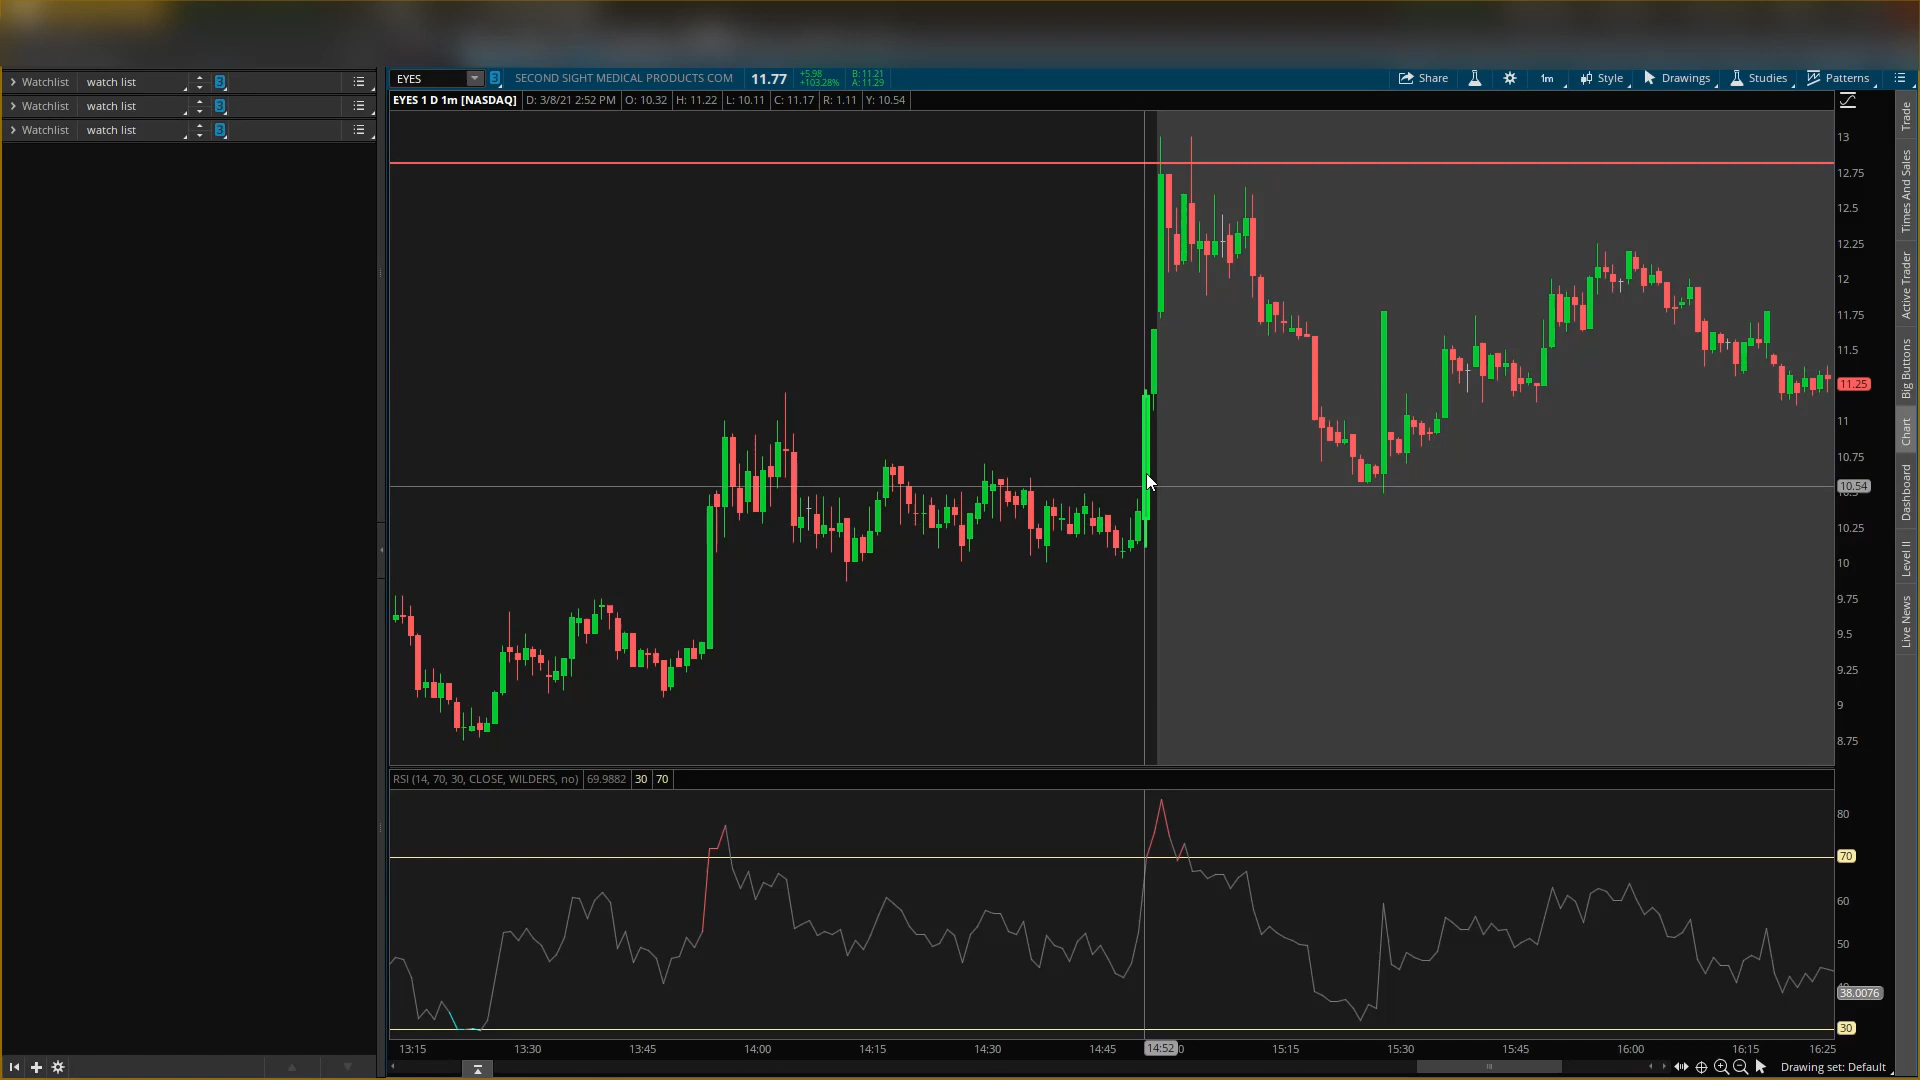 Watchlist watch list 3
Watchlist watch list 3
Watchlist watch list 3
EYES 3 SECOND SIGHT MEDICAL PRODUCTS COM 11.77 +5.98 +103.28% B: 11.21 A: 11.29 Share 1m Style Drawings Studies Patterns
EYES 1 D 1m [NASDAQ] D: 3/8/21 2:52 PM O: 10.32 H: 11.22 L: 10.11 C: 11.17 R: 1.11 Y: 10.54
13
12.75
12.5
12.25
12
11.75
11.5
11.25
11
10.75
10.54
10.25
10
9.75
9.5
9.25
9
8.75
RSI (14, 70, 30, CLOSE, WILDERS, no) 69.9882 30 70
80
70
60
50
38.0076
30
13:15 13:30 13:45 14:00 14:15 14:30 14:45 14:52 15:15 15:30 15:45 16:00 16:15 16:25
Drawing set: Default
Trade
Times And Sales
Active Trader
Big Buttons
Chart
Dashboard
Level II
Live News